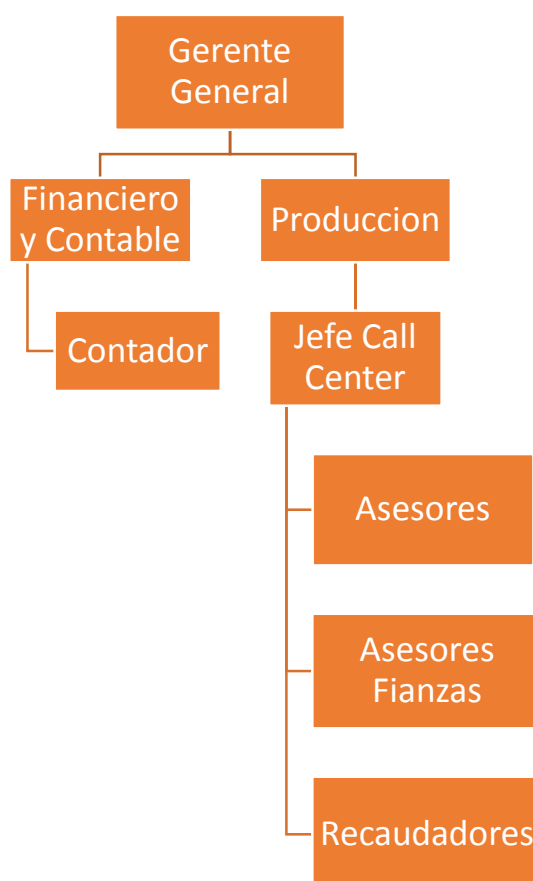 Gerente
General
Financiero
y Contable
Produccion
Contador
Jefe Call
Center
Asesores
Asesores
Fianzas
Recaudadores